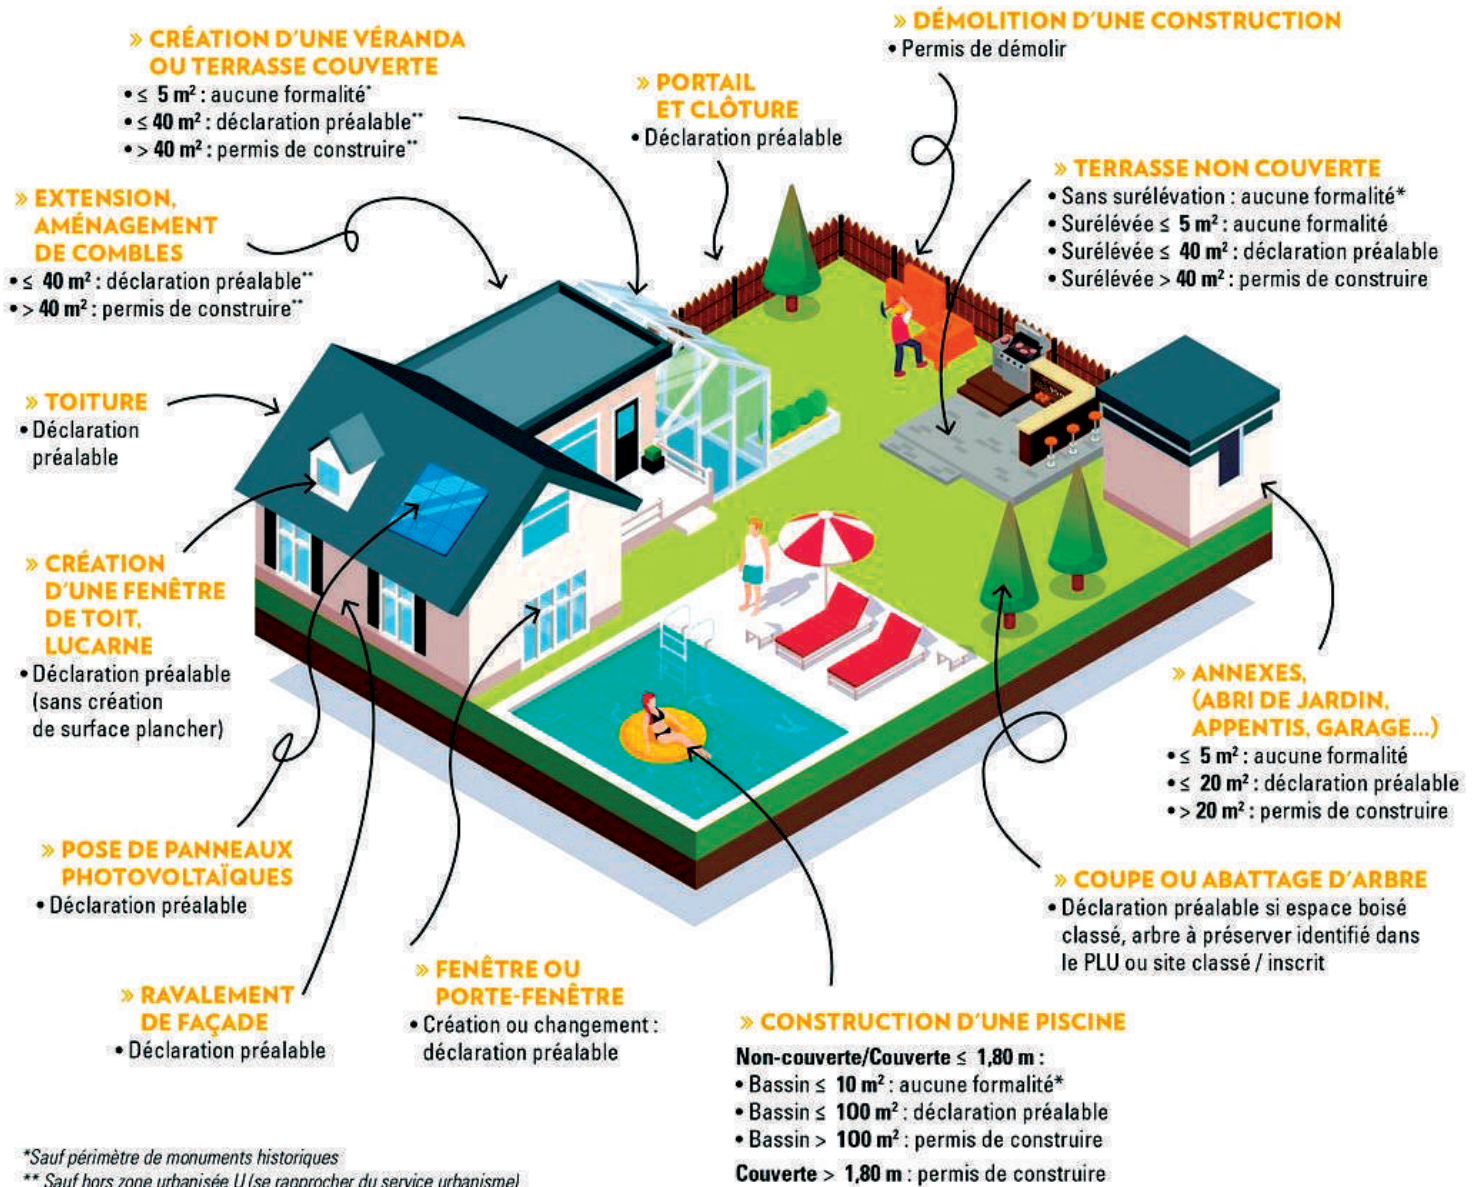 » CRÉATION D'UNE VÉRANDA
OU TERRASSE COUVERTE
• ≤ 5 m² : aucune formalité*
• ≤ 40 m² : déclaration préalable**
• > 40 m² : permis de construire**
» DÉMOLITION D'UNE CONSTRUCTION
• Permis de démolir
» PORTAIL
ET CLÔTURE
• Déclaration préalable
» TERRASSE NON COUVERTE
• Sans surélévation : aucune formalité*
• Surélévée ≤ 5 m² : aucune formalité
• Surélévée ≤ 40 m² : déclaration préalable
• Surélévée > 40 m² : permis de construire
» EXTENSION,
AMÉNAGEMENT
DE COMBLES
• ≤ 40 m² : déclaration préalable**
• > 40 m² : permis de construire**
» TOITURE
• Déclaration
préalable
» CRÉATION
D'UNE FENÊTRE
DE TOIT,
LUCARNE
• Déclaration préalable
(sans création
de surface plancher)
» ANNEXES,
(ABRI DE JARDIN,
APPENTIS, GARAGE...)
• ≤ 5 m² : aucune formalité
• ≤ 20 m² : déclaration préalable
• > 20 m² : permis de construire
» POSE DE PANNEAUX
PHOTOVOLTAÏQUES
• Déclaration préalable
» COUPE OU ABATTAGE D'ARBRE
• Déclaration préalable si espace boisé
classé, arbre à préserver identifié dans
le PLU ou site classé / inscrit
» RAVALEMENT
DE FAÇADE
• Déclaration préalable
» FENÊTRE OU
PORTE-FENÊTRE
• Création ou changement :
déclaration préalable
» CONSTRUCTION D'UNE PISCINE
Non-couverte/Couverte ≤ 1,80 m :
• Bassin ≤ 10 m² : aucune formalité*
• Bassin ≤ 100 m² : déclaration préalable
• Bassin > 100 m² : permis de construire
Couverte > 1,80 m : permis de construire
*Sauf périmètre de monuments historiques
** Sauf hors zone urbanisée U (se rapprocher du service urbanisme)